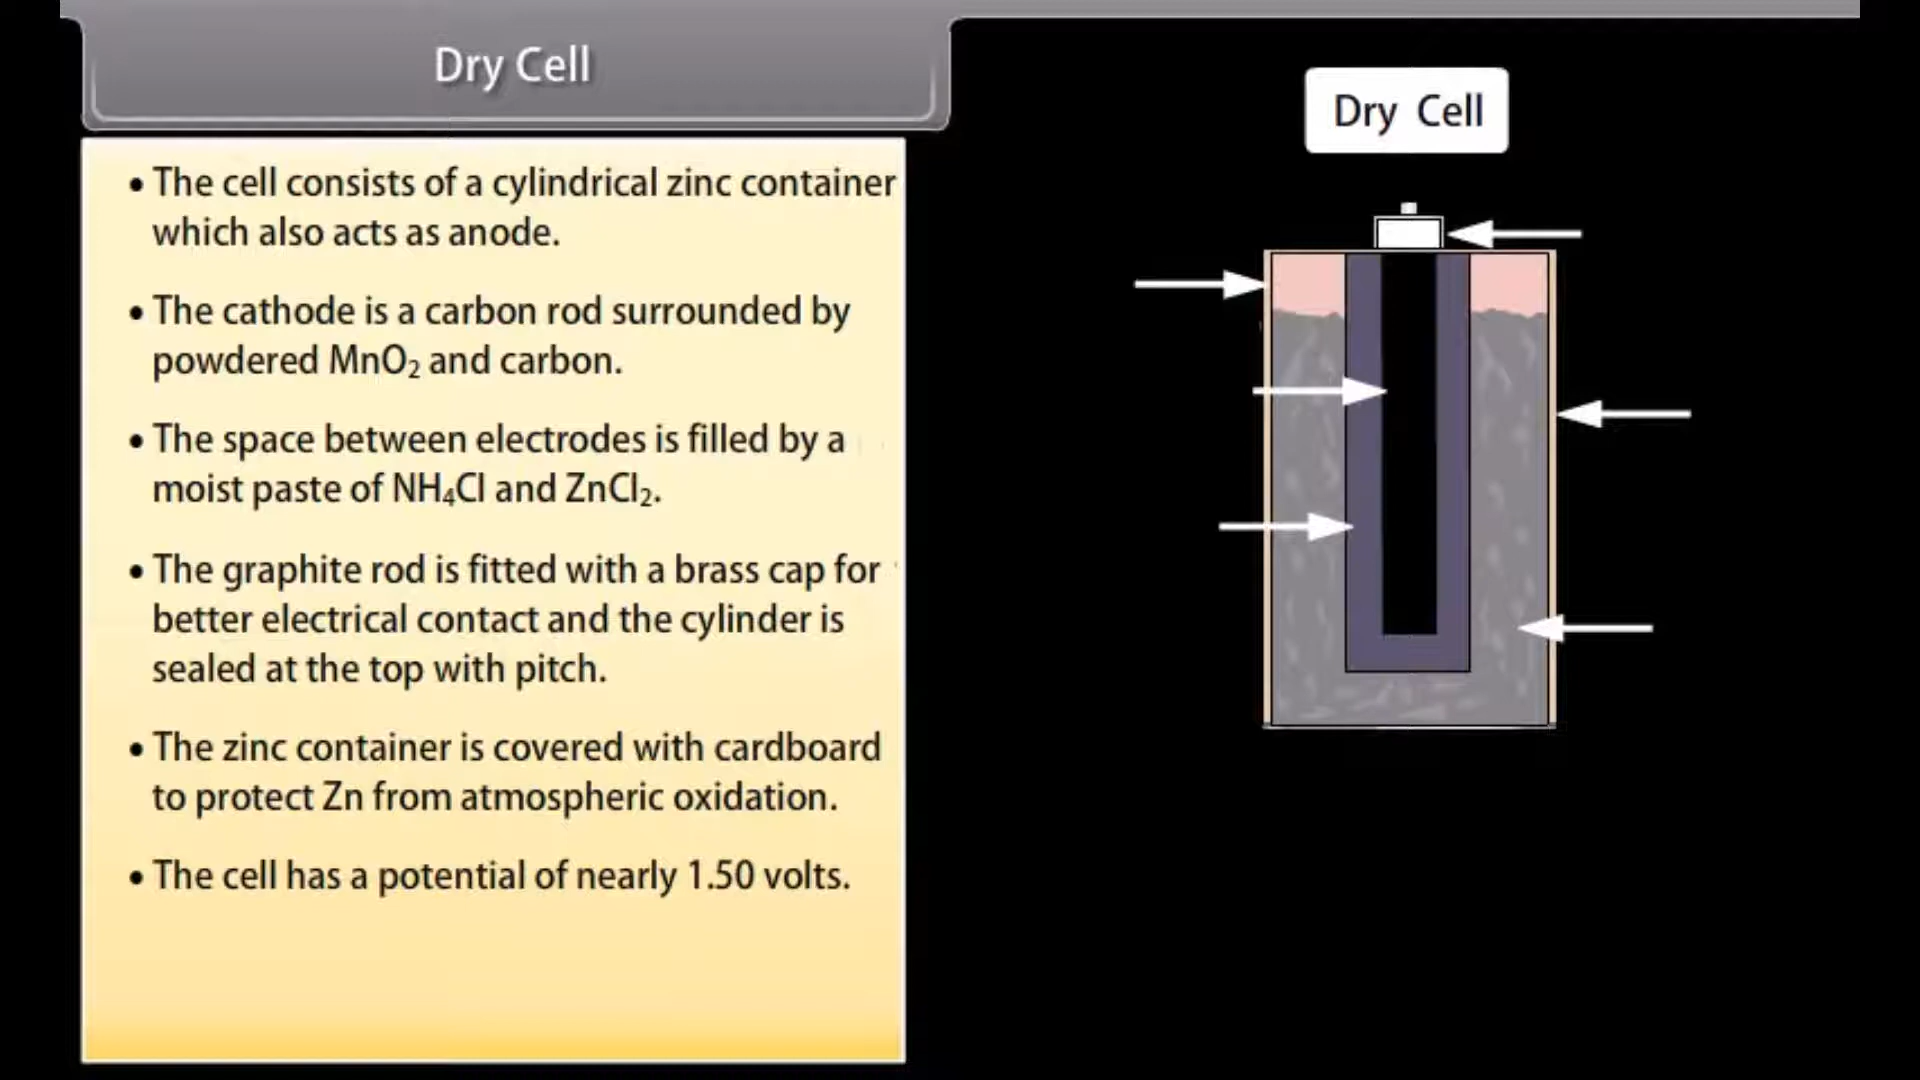 Dry Cell
• The cell consists of a cylindrical zinc container
which also acts as anode.
• The cathode is a carbon rod surrounded by
powdered MnO₂ and carbon.
• The space between electrodes is filled by a
moist paste of NH₄Cl and ZnCl₂.
• The graphite rod is fitted with a brass cap for
better electrical contact and the cylinder is
sealed at the top with pitch.
• The zinc container is covered with cardboard
to protect Zn from atmospheric oxidation.
• The cell has a potential of nearly 1.50 volts.
Dry Cell